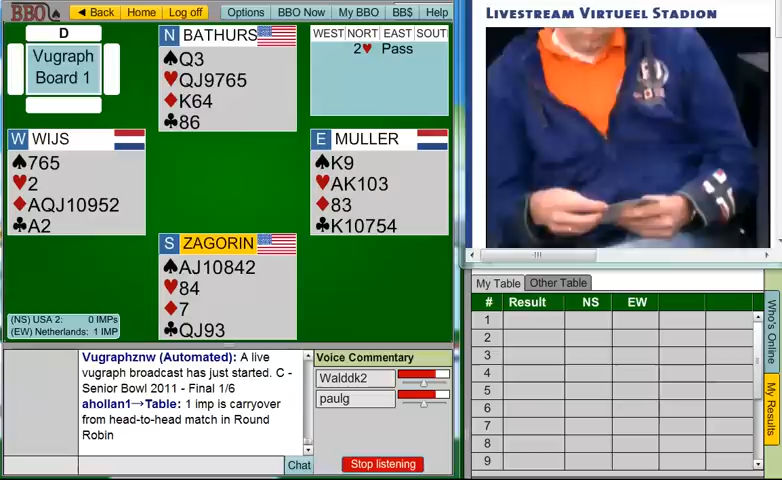 BBO Back Home Log off Options BBO Now My BBO BB$ Help
LIVESTREAM VIRTUEEL STADION
D
Vugraph
Board 1
N BATHURS
♠Q3
♥QJ9765
♦K64
♣86
WEST NORT EAST SOUT
2♥ Pass
W WIJS
♠765
♥2
♦AQJ10952
♣A2
E MULLER
♠K9
♥AK103
♦83
♣K10754
S ZAGORIN
♠AJ10842
♥84
♦7
♣QJ93
(NS) USA 2: 0 IMPs
(EW) Netherlands: 1 IMP
Vugraphznw (Automated): A live
vugraph broadcast has just started. C -
Senior Bowl 2011 - Final 1/6
ahollan1→Table: 1 imp is carryover
from head-to-head match in Round
Robin
Chat
Voice Commentary
Walddk2
paulg
Stop listening
My Table Other Table
# Result NS EW
1
2
3
4
5
6
7
8
9
Who's Online
My Results